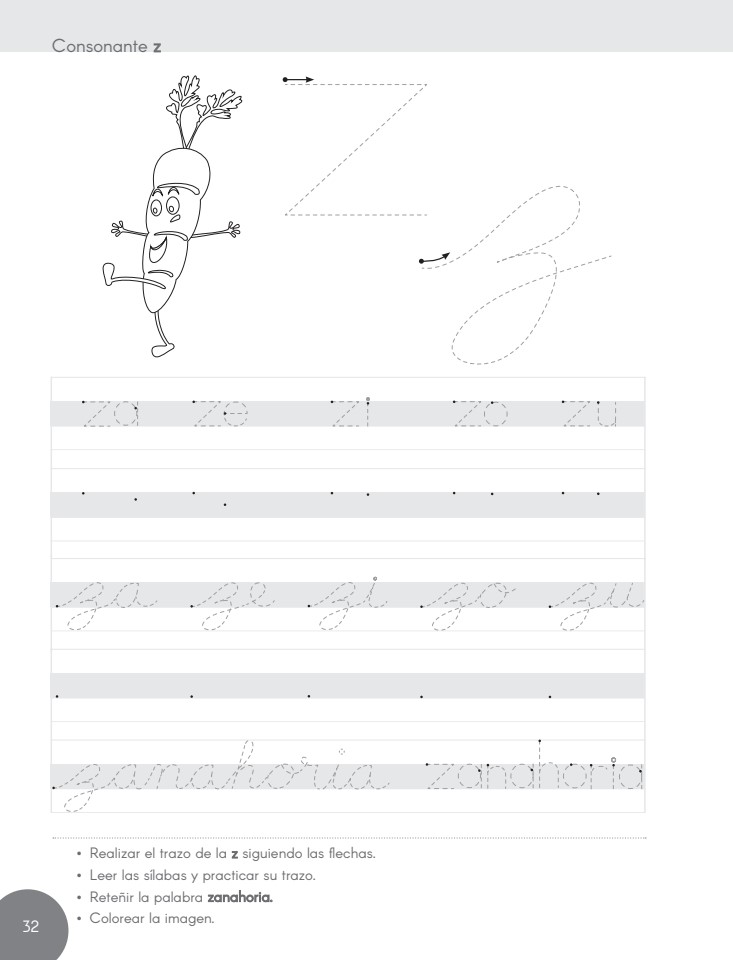 Consonante z
za ze zi zo zu
za ze zi zo zu
zanahoria zanahoria
• Realizar el trazo de la z siguiendo las flechas.
• Leer las sílabas y practicar su trazo.
• Reteñir la palabra zanahoria.
• Colorear la imagen.
32